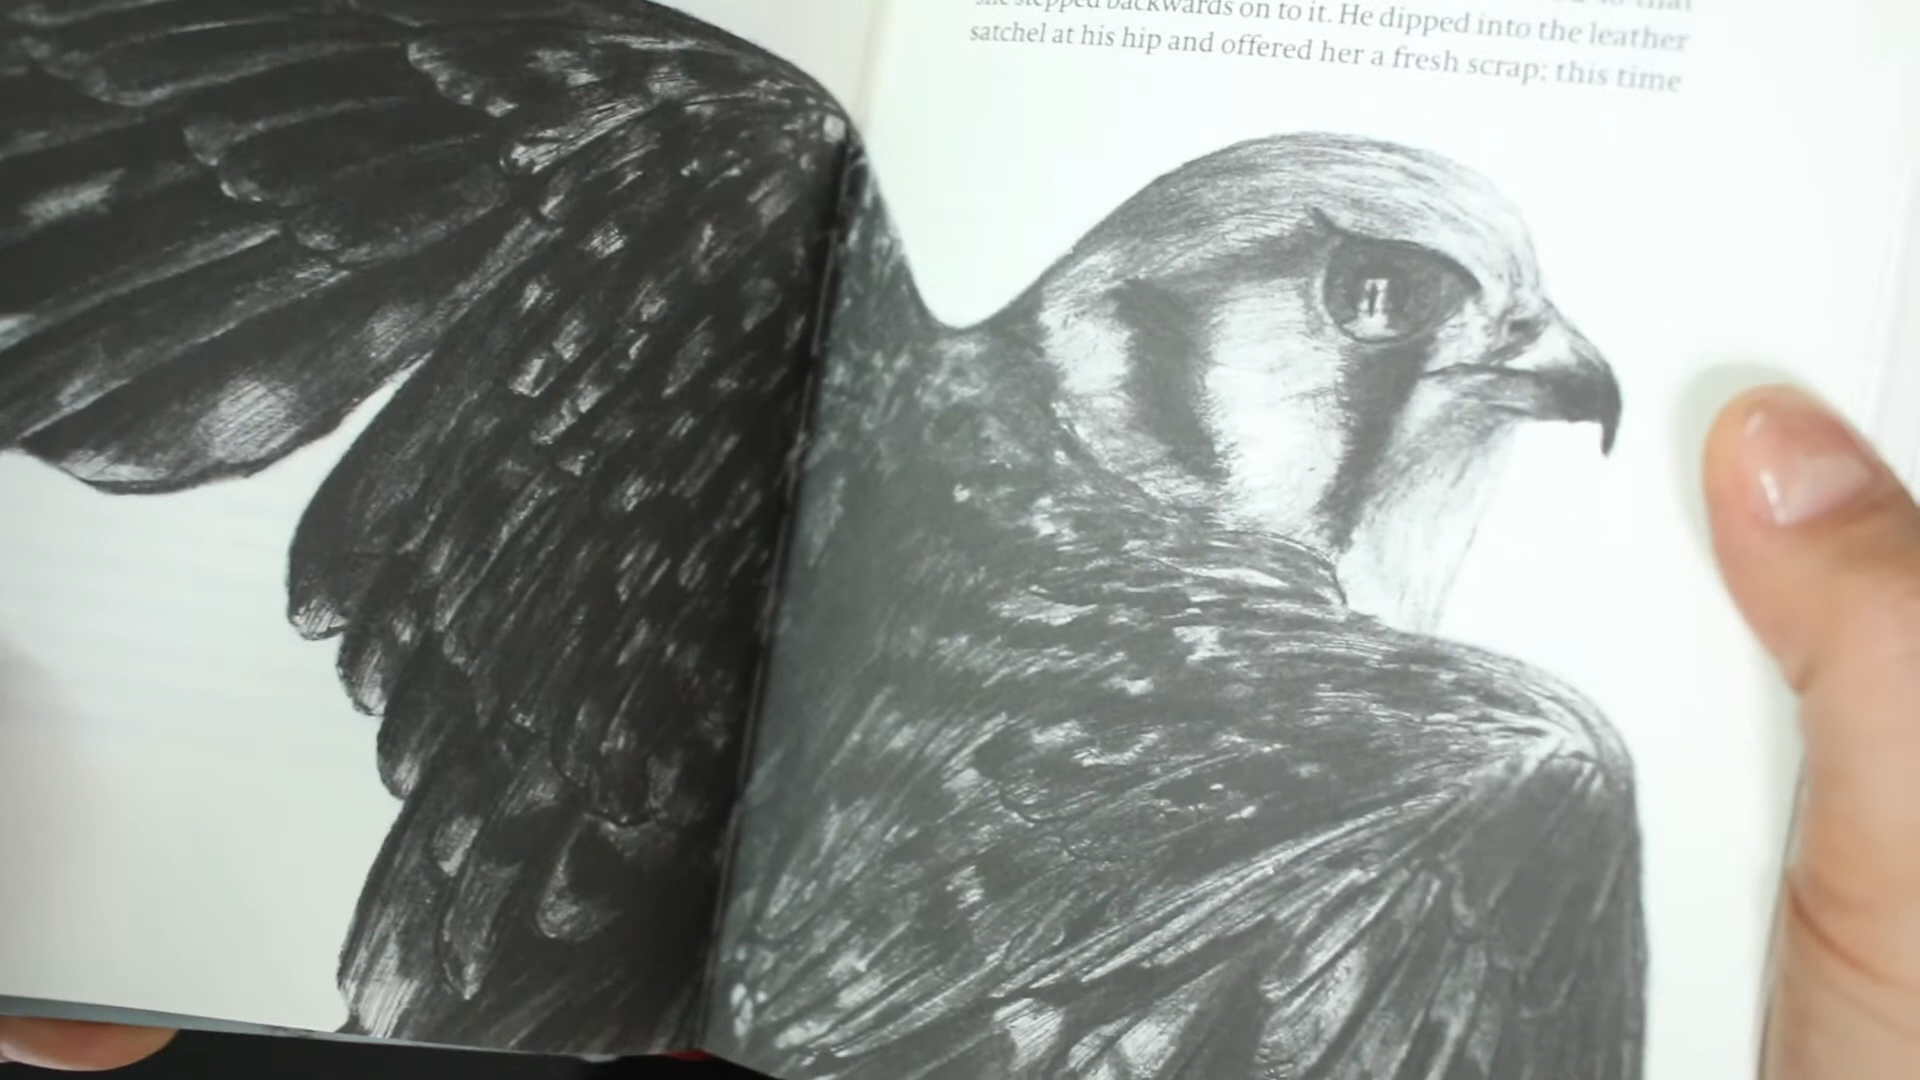 she stepped backwards on to it. He dipped into the leather
satchel at his hip and offered her a fresh scrap; this time